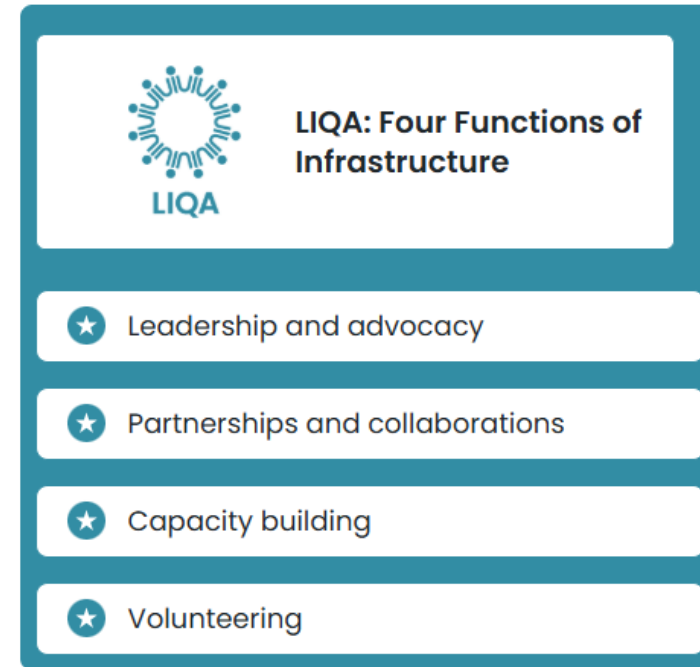 LIQA
LIQA: Four Functions of
Infrastructure
Leadership and advocacy
Partnerships and collaborations
Capacity building
Volunteering